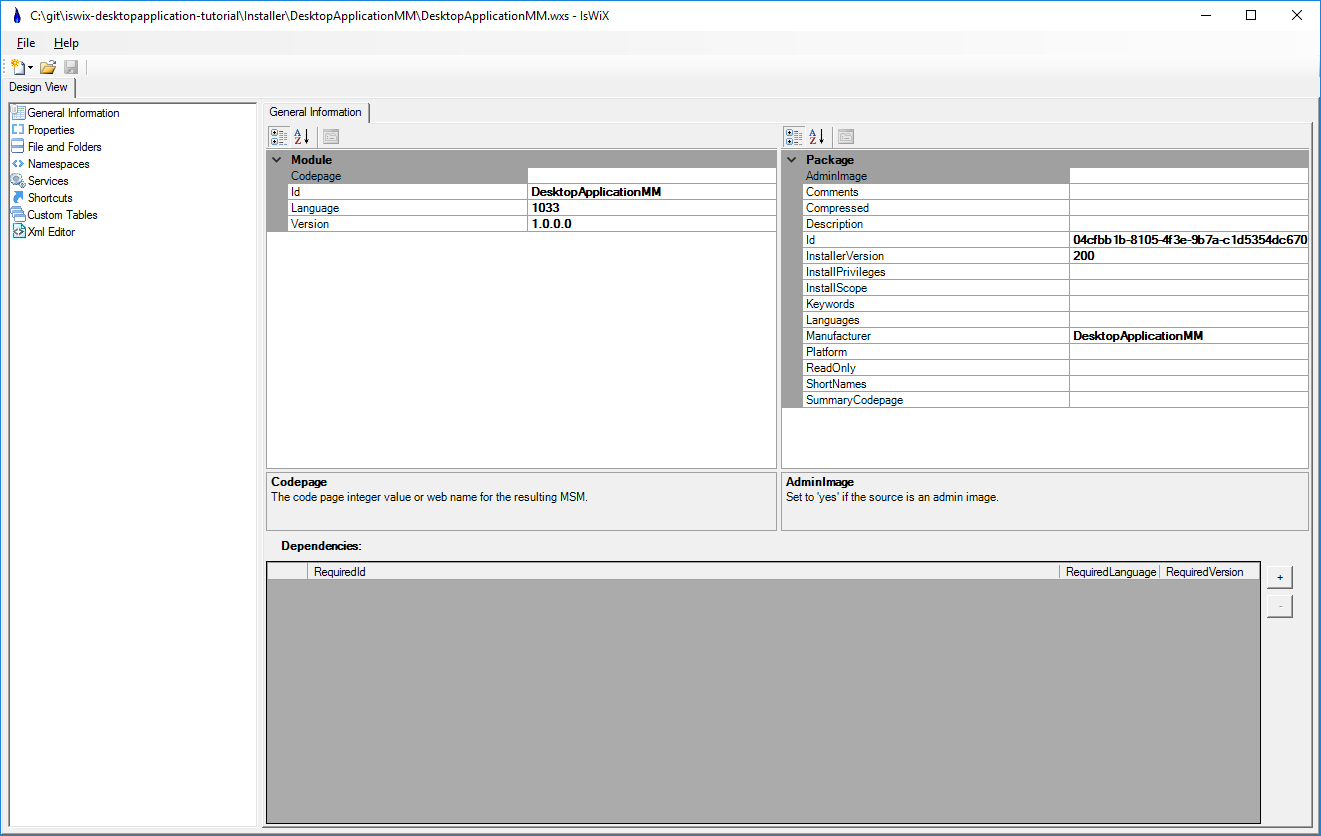 C:\git\iswix-desktopapplication-tutorial\Installer\DesktopApplicationMM\DesktopApplicationMM.wxs - IsWiX
File Help
Design View
General Information
Properties
File and Folders
Namespaces
Services
Shortcuts
Custom Tables
Xml Editor
General Information
Module
Codepage
Id DesktopApplicationMM
Language 1033
Version 1.0.0.0
Codepage
The code page integer value or web name for the resulting MSM.
Package
AdminImage
Comments
Compressed
Description
Id 04cfbb1b-8105-4f3e-9b7a-c1d5354dc670
InstallerVersion 200
InstallPrivileges
InstallScope
Keywords
Languages
Manufacturer DesktopApplicationMM
Platform
ReadOnly
ShortNames
SummaryCodepage
AdminImage
Set to 'yes' if the source is an admin image.
Dependencies:
RequiredId RequiredLanguage RequiredVersion
+
-